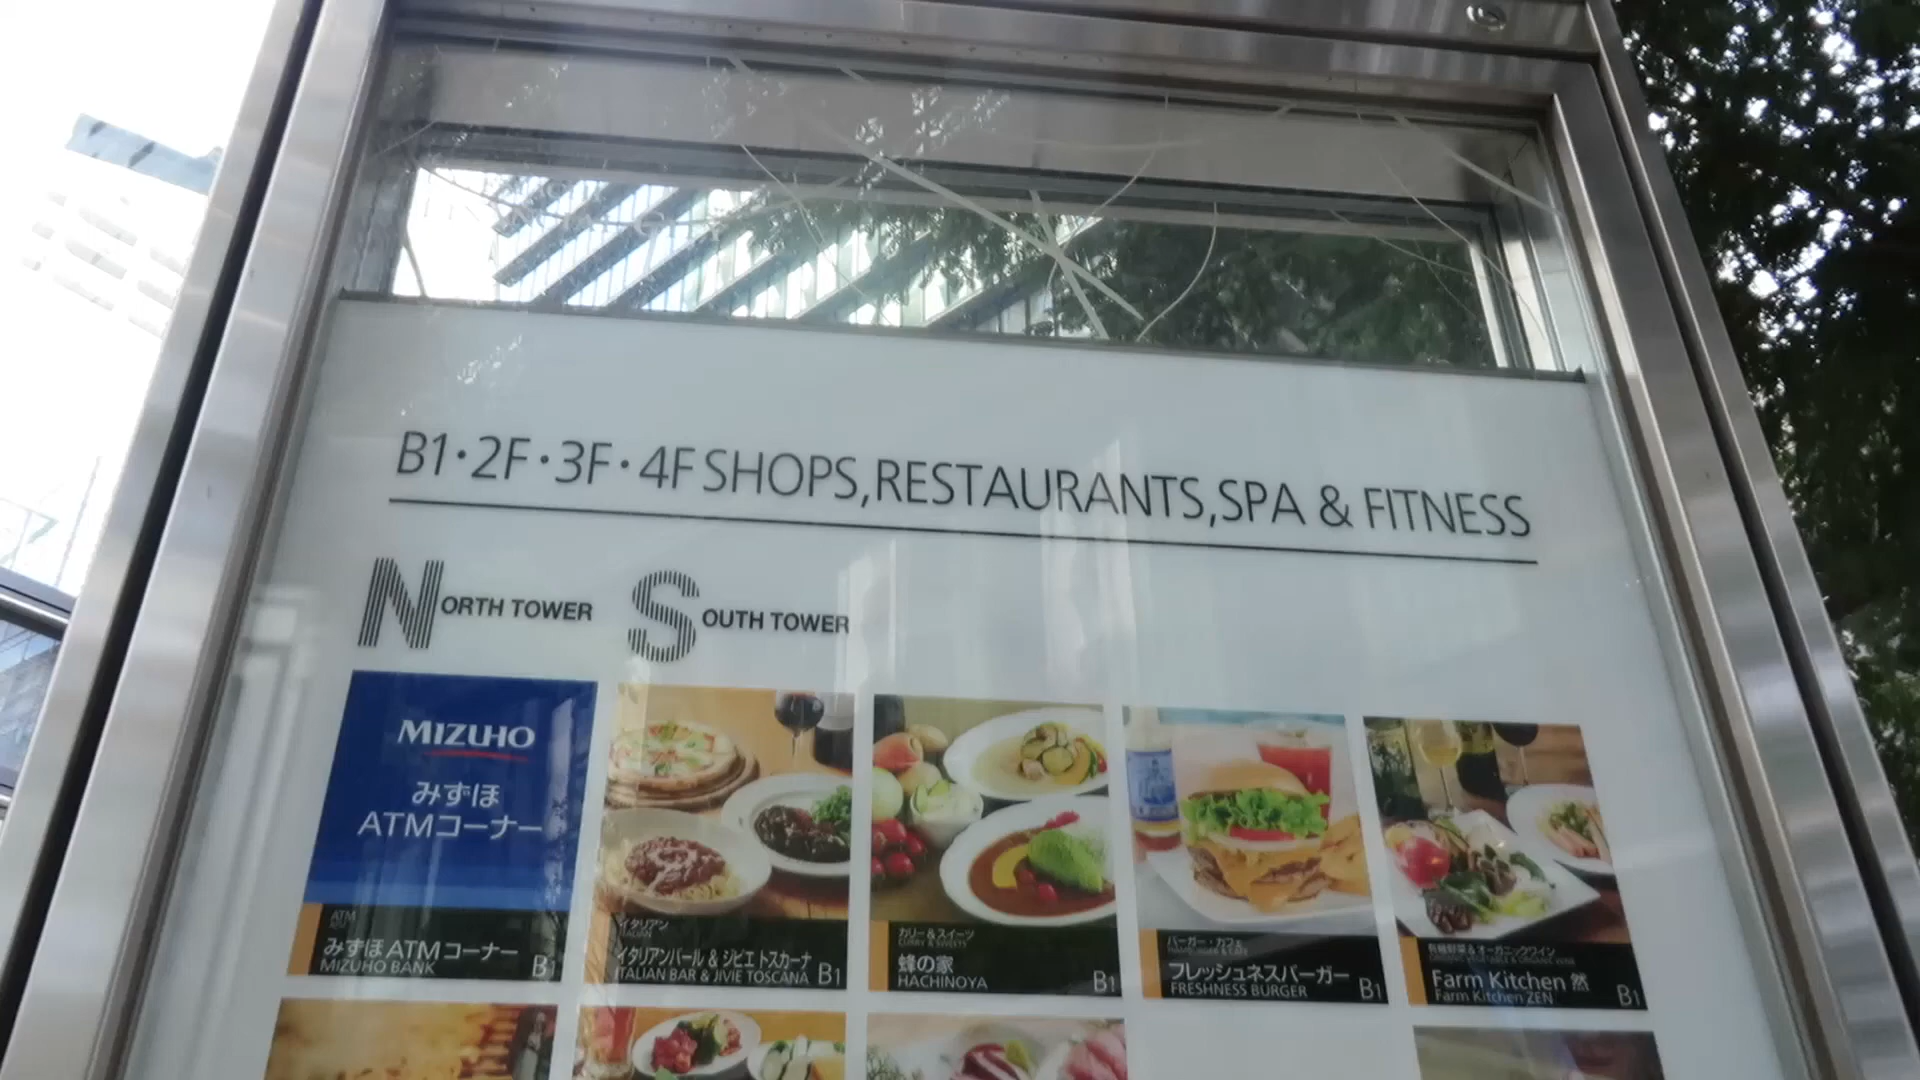 B1・2F・3F・4F SHOPS,RESTAURANTS,SPA & FITNESS
NORTH TOWER
SOUTH TOWER
MIZUHO
みずほ
ATMコーナー
ATM
みずほ ATM コーナー
MIZUHO BANK
B1
イタリアン
ITALIAN
イタリアンバール & ジビエ トスカーナ
ITALIAN BAR & JIVIE TOSCANA
B1
カリー & スイーツ
CURRY & SWEETS
蜂の家
HACHINOYA
B1
バーガー・カフェ
フレッシュネスバーガー
FRESHNESS BURGER
B1
有機野菜 & オーガニックワイン
Farm Kitchen 然
Farm Kitchen ZEN
B1